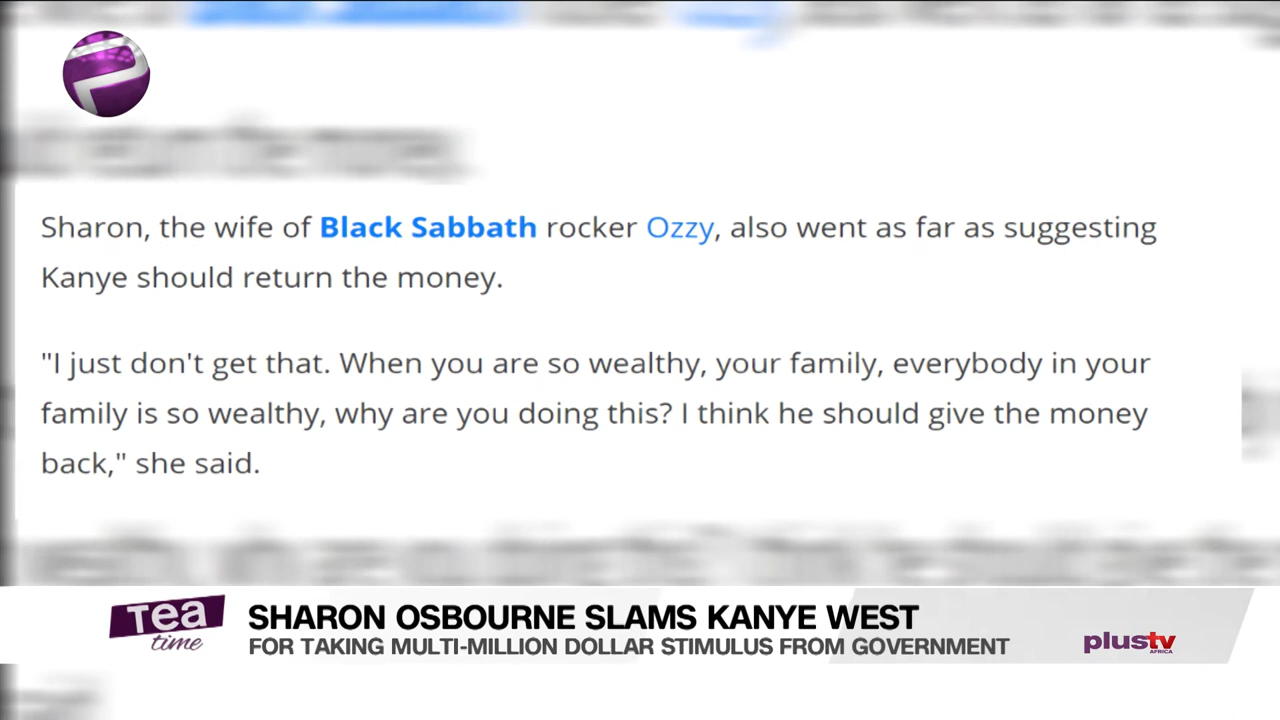 Sharon, the wife of Black Sabbath rocker Ozzy, also went as far as suggesting
Kanye should return the money.
"I just don't get that. When you are so wealthy, your family, everybody in your
family is so wealthy, why are you doing this? I think he should give the money
back," she said.
Tea
time
SHARON OSBOURNE SLAMS KANYE WEST
FOR TAKING MULTI-MILLION DOLLAR STIMULUS FROM GOVERNMENT
plustv
AFRICA